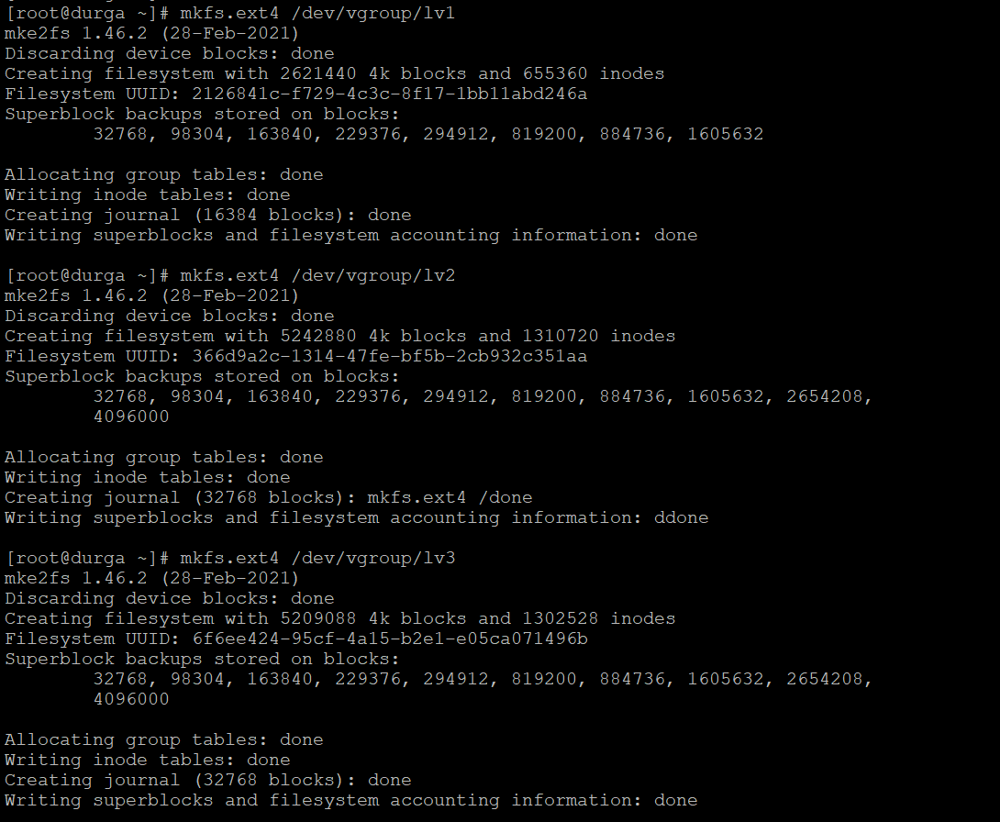 [root@durga ~]# mkfs.ext4 /dev/vgroup/lv1
mke2fs 1.46.2 (28-Feb-2021)
Discarding device blocks: done
Creating filesystem with 2621440 4k blocks and 655360 inodes
Filesystem UUID: 2126841c-f729-4c3c-8f17-1bb11abd246a
Superblock backups stored on blocks:
        32768, 98304, 163840, 229376, 294912, 819200, 884736, 1605632

Allocating group tables: done
Writing inode tables: done
Creating journal (16384 blocks): done
Writing superblocks and filesystem accounting information: done

[root@durga ~]# mkfs.ext4 /dev/vgroup/lv2
mke2fs 1.46.2 (28-Feb-2021)
Discarding device blocks: done
Creating filesystem with 5242880 4k blocks and 1310720 inodes
Filesystem UUID: 366d9a2c-1314-47fe-bf5b-2cb932c351aa
Superblock backups stored on blocks:
        32768, 98304, 163840, 229376, 294912, 819200, 884736, 1605632, 2654208,
        4096000

Allocating group tables: done
Writing inode tables: done
Creating journal (32768 blocks): mkfs.ext4 /done
Writing superblocks and filesystem accounting information: ddone

[root@durga ~]# mkfs.ext4 /dev/vgroup/lv3
mke2fs 1.46.2 (28-Feb-2021)
Discarding device blocks: done
Creating filesystem with 5209088 4k blocks and 1302528 inodes
Filesystem UUID: 6f6ee424-95cf-4a15-b2e1-e05ca071496b
Superblock backups stored on blocks:
        32768, 98304, 163840, 229376, 294912, 819200, 884736, 1605632, 2654208,
        4096000

Allocating group tables: done
Writing inode tables: done
Creating journal (32768 blocks): done
Writing superblocks and filesystem accounting information: done